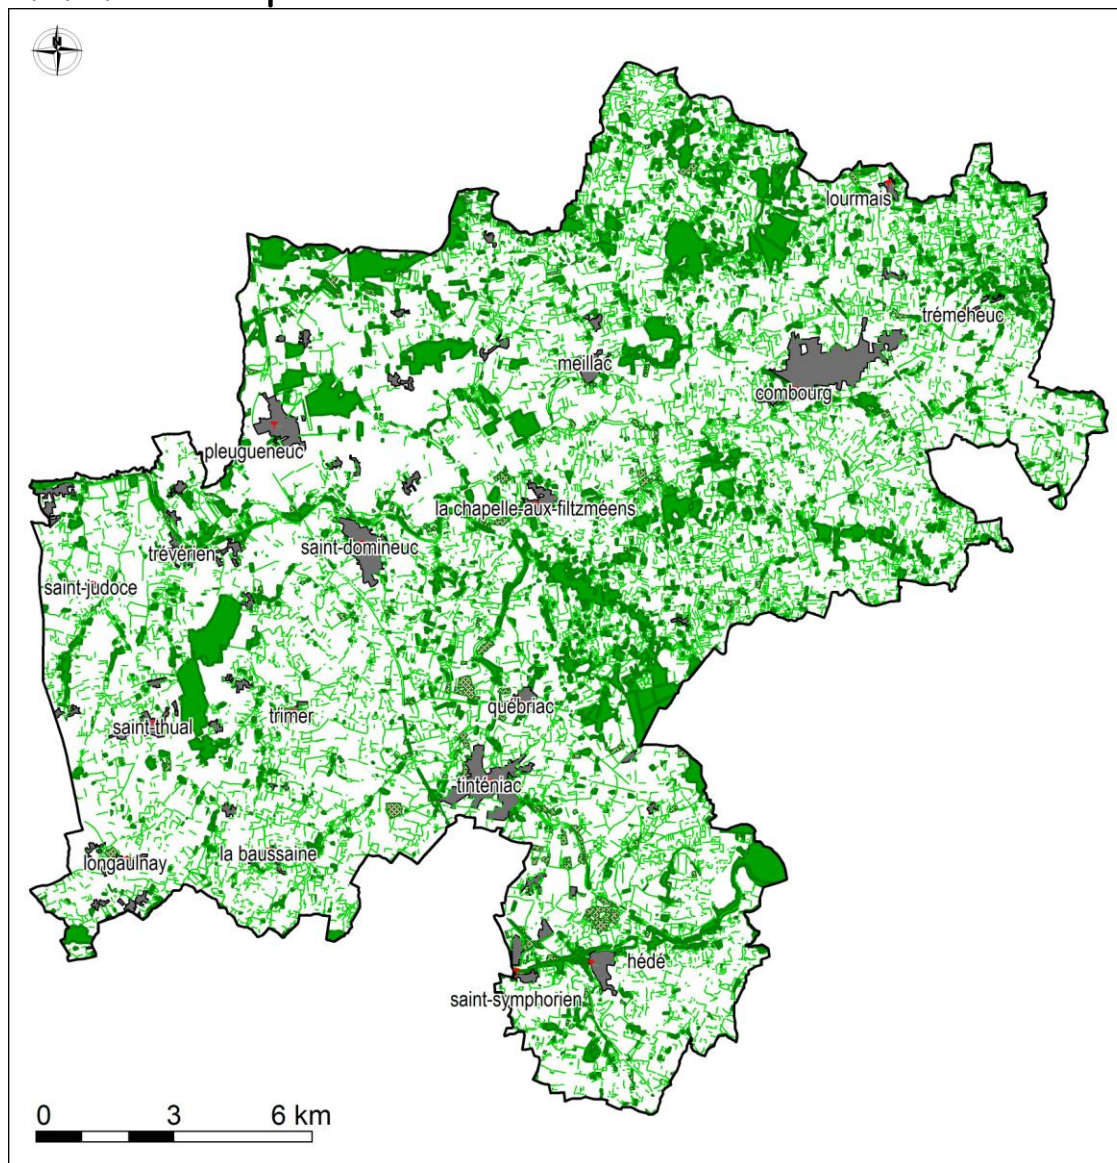 N
lourmais
trémeheuc
meillac
combourg
pleugueneuc
la chapelle-aux-filtzméens
trévérien
saint-domineuc
saint-judoce
québriac
trimer
saint-thual
tinténiac
la baussaine
longaulnay
hédé
saint-symphorien
0 3 6 km